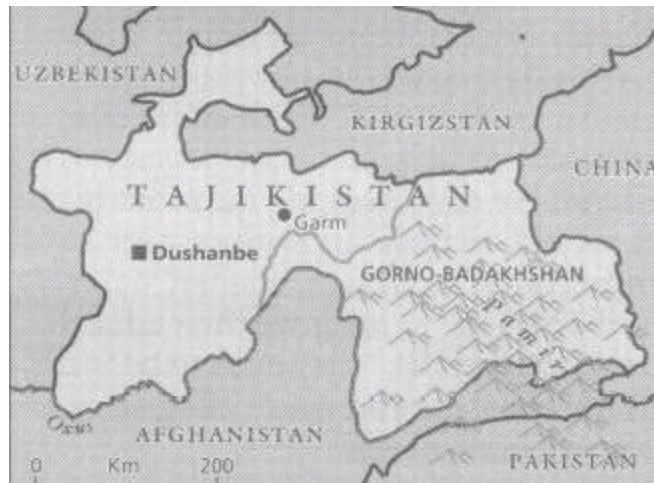 UZBEKISTAN
KIRGIZSTAN
CHINA
TAJIKISTAN
Garm
Dushanbe
GORNO-BADAKHSHAN
Pamir
Oxus
AFGHANISTAN
0 Km 200
PAKISTAN